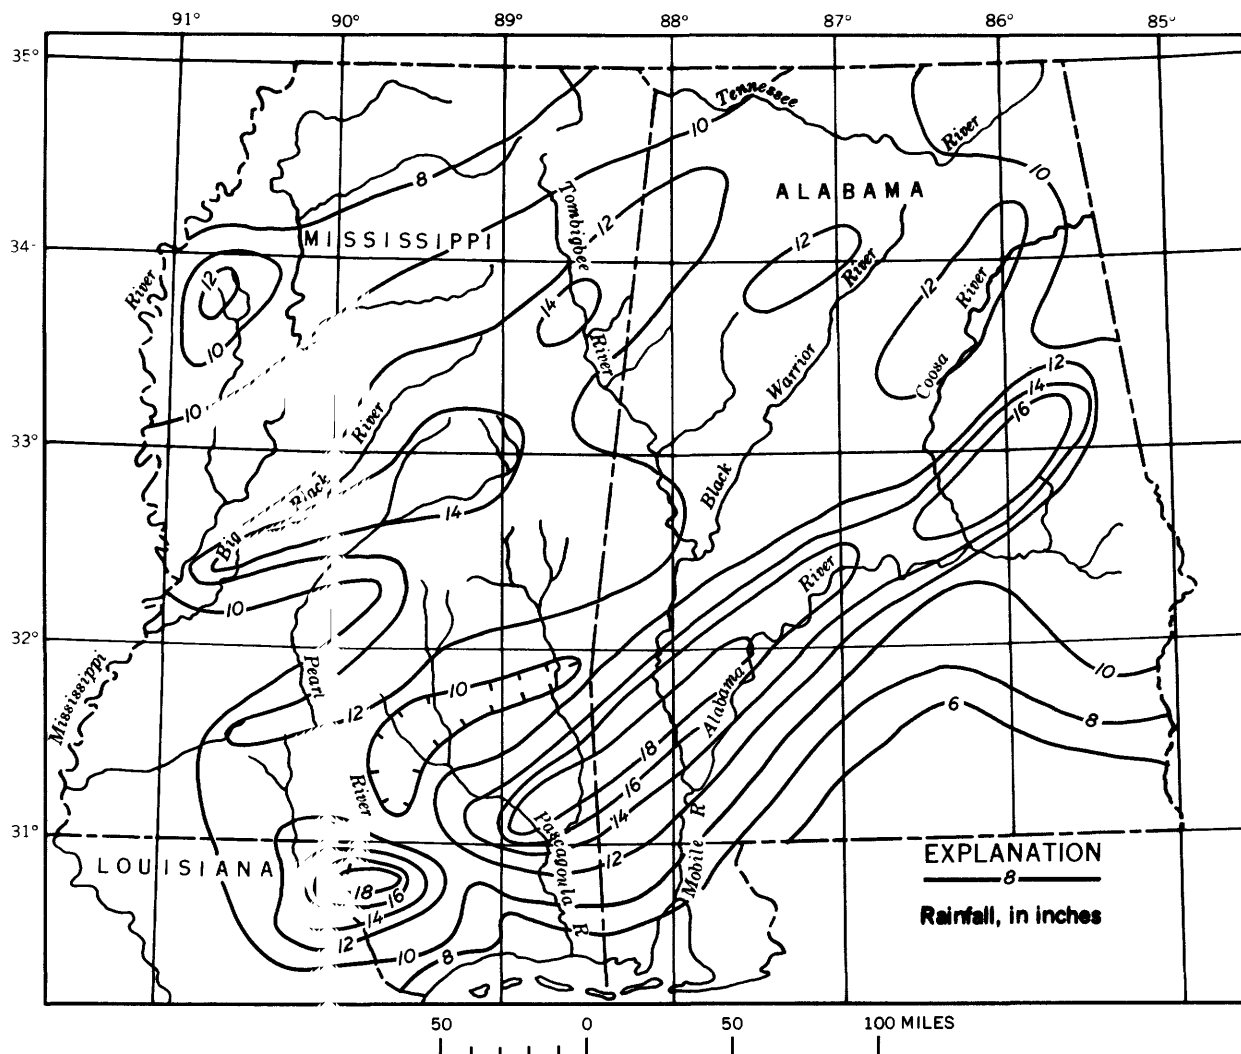 91° 90° 89° 88° 87° 86° 85°
35°
Tennessee
10
River
8
10
ALABAMA
Tombigbee
12
MISSISSIPPI
12
34-
River
12
River
12
River
14
10
River
Warrior
Coosa
12
14
16
10
River
33°
Black
Black
14
Big
River
10
32°
Pearl
Mississippi
10
12
Alabama
10
8
6
18
16
River
14
31°
Pascagoula R
Mobile R
12
LOUISIANA
EXPLANATION
8
18
16
14
Rainfall, in inches
12
10
8
50 0 50 100 MILES